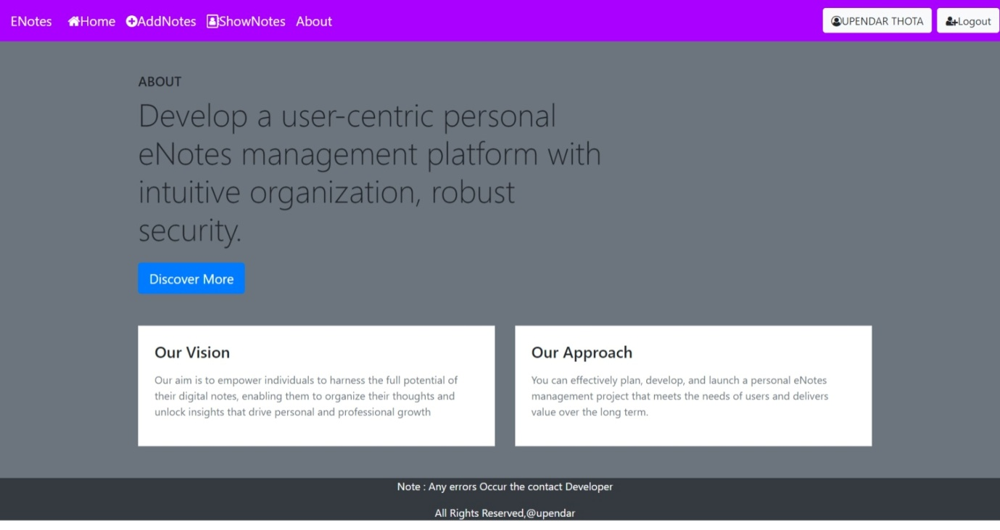 ENotes Home AddNotes ShowNotes About UPENDAR THOTA Logout
ABOUT
Develop a user-centric personal
eNotes management platform with
intuitive organization, robust
security.
Discover More
Our Vision
Our aim is to empower individuals to harness the full potential of
their digital notes, enabling them to organize their thoughts and
unlock insights that drive personal and professional growth
Our Approach
You can effectively plan, develop, and launch a personal eNotes
management project that meets the needs of users and delivers
value over the long term.
Note : Any errors Occur the contact Developer
All Rights Reserved,@upendar